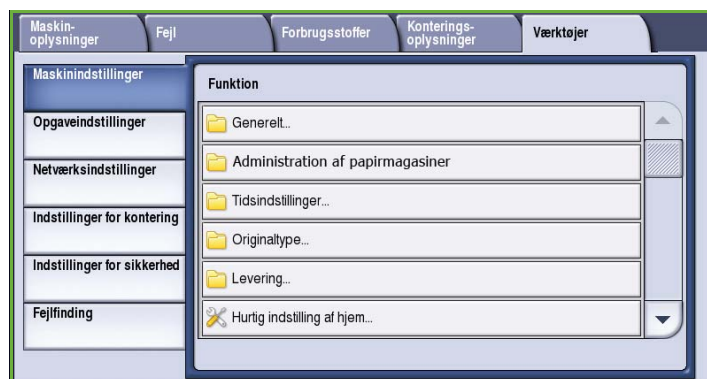 Maskin-
oplysninger
Fejl
Forbrugsstoffer
Konterings-
oplysninger
Værktøjer
Maskinindstillinger
Opgaveindstillinger
Netværksindstillinger
Indstillinger for kontering
Indstillinger for sikkerhed
Fejlfinding
Funktion
Generelt...
Administration af papirmagasiner
Tidsindstillinger...
Originaltype...
Levering...
Hurtig indstilling af hjem...